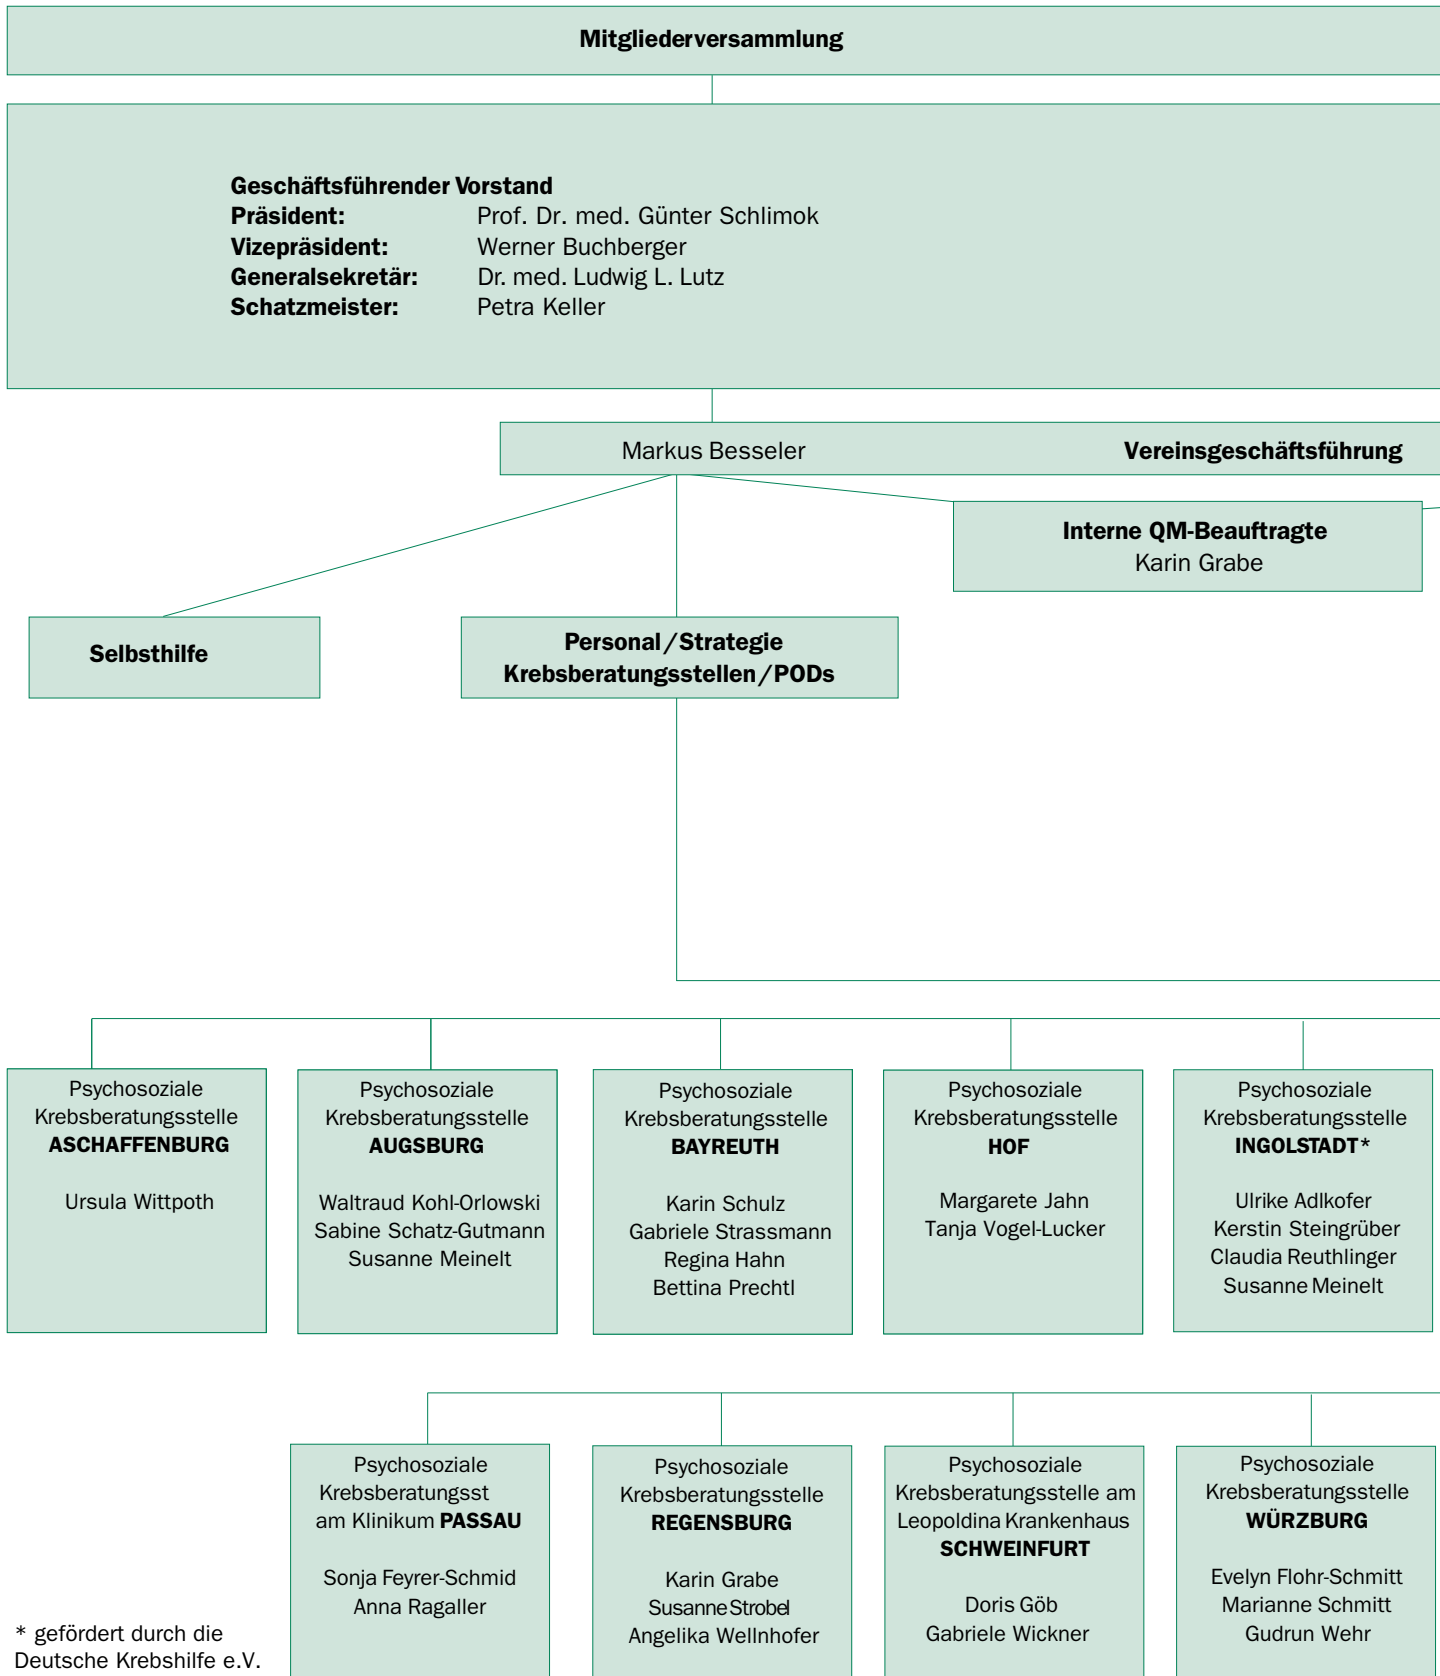 Mitgliederversammlung
Geschäftsführender Vorstand
Präsident: Prof. Dr. med. Günter Schlimok
Vizepräsident: Werner Buchberger
Generalsekretär: Dr. med. Ludwig L. Lutz
Schatzmeister: Petra Keller
Markus Besseler Vereinsgeschäftsführung
Interne QM-Beauftragte
Karin Grabe
Selbsthilfe
Personal/Strategie
Krebsberatungsstellen/PODs
Psychosoziale
Krebsberatungsstelle
ASCHAFFENBURG
Ursula Wittpoth
Psychosoziale
Krebsberatungsstelle
AUGSBURG
Waltraud Kohl-Orlowski
Sabine Schatz-Gutmann
Susanne Meinelt
Psychosoziale
Krebsberatungsstelle
BAYREUTH
Karin Schulz
Gabriele Strassmann
Regina Hahn
Bettina Prechtl
Psychosoziale
Krebsberatungsstelle
HOF
Margarete Jahn
Tanja Vogel-Lucker
Psychosoziale
Krebsberatungsstelle
INGOLSTADT*
Ulrike Adlkofer
Kerstin Steingrüber
Claudia Reuthlinger
Susanne Meinelt
Psychosoziale
Krebsberatungsst
am Klinikum PASSAU
Sonja Feyrer-Schmid
Anna Ragaller
Psychosoziale
Krebsberatungsstelle
REGENSBURG
Karin Grabe
Susanne Strobel
Angelika Wellnhofer
Psychosoziale
Krebsberatungsstelle am
Leopoldina Krankenhaus
SCHWEINFURT
Doris Göb
Gabriele Wickner
Psychosoziale
Krebsberatungsstelle
WÜRZBURG
Evelyn Flohr-Schmitt
Marianne Schmitt
Gudrun Wehr
* gefördert durch die
Deutsche Krebshilfe e.V.